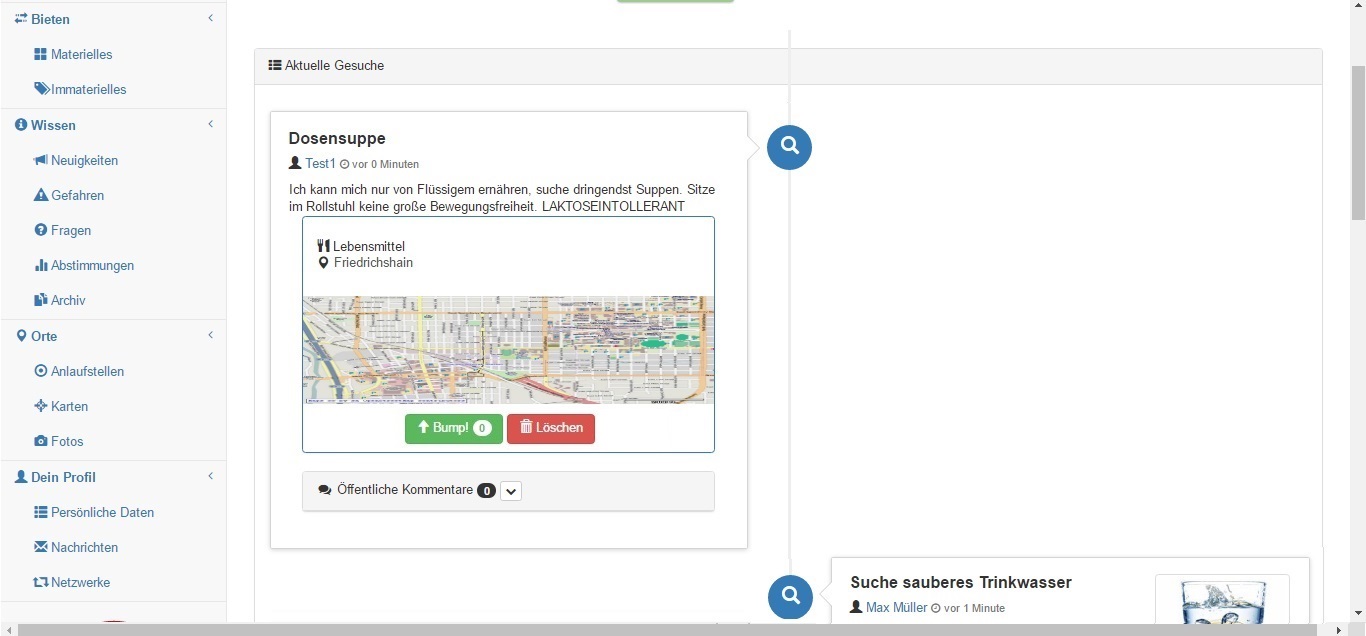 Bieten
Materielles
Immaterielles
Wissen
Neuigkeiten
Gefahren
Fragen
Abstimmungen
Archiv
Orte
Anlaufstellen
Karten
Fotos
Dein Profil
Persönliche Daten
Nachrichten
Netzwerke
Aktuelle Gesuche
Dosensuppe
Test1 vor 0 Minuten
Ich kann mich nur von Flüssigem ernähren, suche dringendst Suppen. Sitze
im Rollstuhl keine große Bewegungsfreiheit. LAKTOSEINTOLLERANT
Lebensmittel
Friedrichshain
Bump! 0 Löschen
Öffentliche Kommentare 0
Suche sauberes Trinkwasser
Max Müller vor 1 Minute